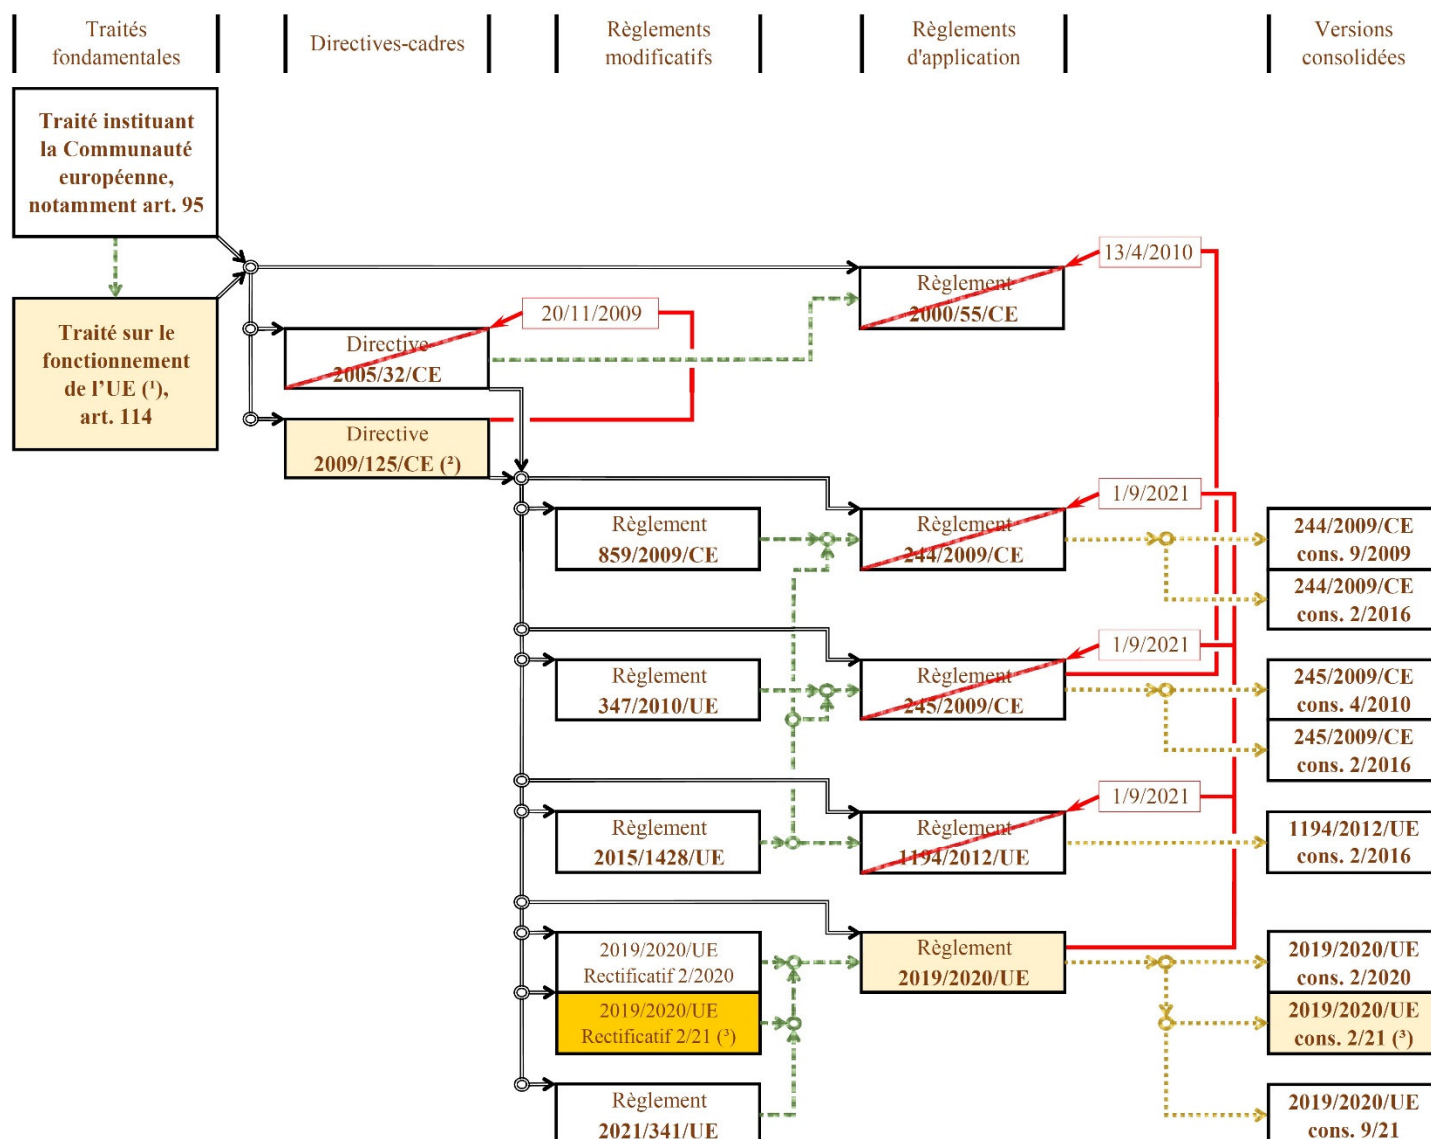 Traités
fondamentales
Directives-cadres
Règlements
modificatifs
Règlements
d'application
Versions
consolidées
Traité instituant
la Communauté
européenne,
notamment art. 95
Traité sur le
fonctionnement
de l’UE (¹),
art. 114
13/4/2010
Règlement
2000/55/CE
20/11/2009
Directive
2005/32/CE
Directive
2009/125/CE (²)
1/9/2021
Règlement
859/2009/CE
Règlement
244/2009/CE
244/2009/CE
cons. 9/2009
244/2009/CE
cons. 2/2016
1/9/2021
Règlement
347/2010/UE
Règlement
245/2009/CE
245/2009/CE
cons. 4/2010
245/2009/CE
cons. 2/2016
1/9/2021
Règlement
2015/1428/UE
Règlement
1194/2012/UE
1194/2012/UE
cons. 2/2016
2019/2020/UE
Rectificatif 2/2020
Règlement
2019/2020/UE
2019/2020/UE
cons. 2/2020
2019/2020/UE
Rectificatif 2/21 (³)
2019/2020/UE
cons. 2/21 (³)
Règlement
2021/341/UE
2019/2020/UE
cons. 9/21